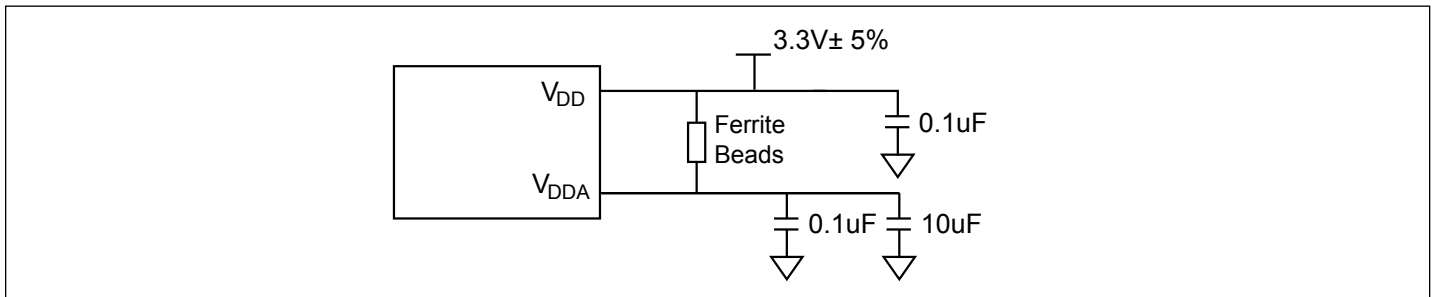 3.3V± 5%
VDD
0.1uF
Ferrite
Beads
VDDA
0.1uF
10uF